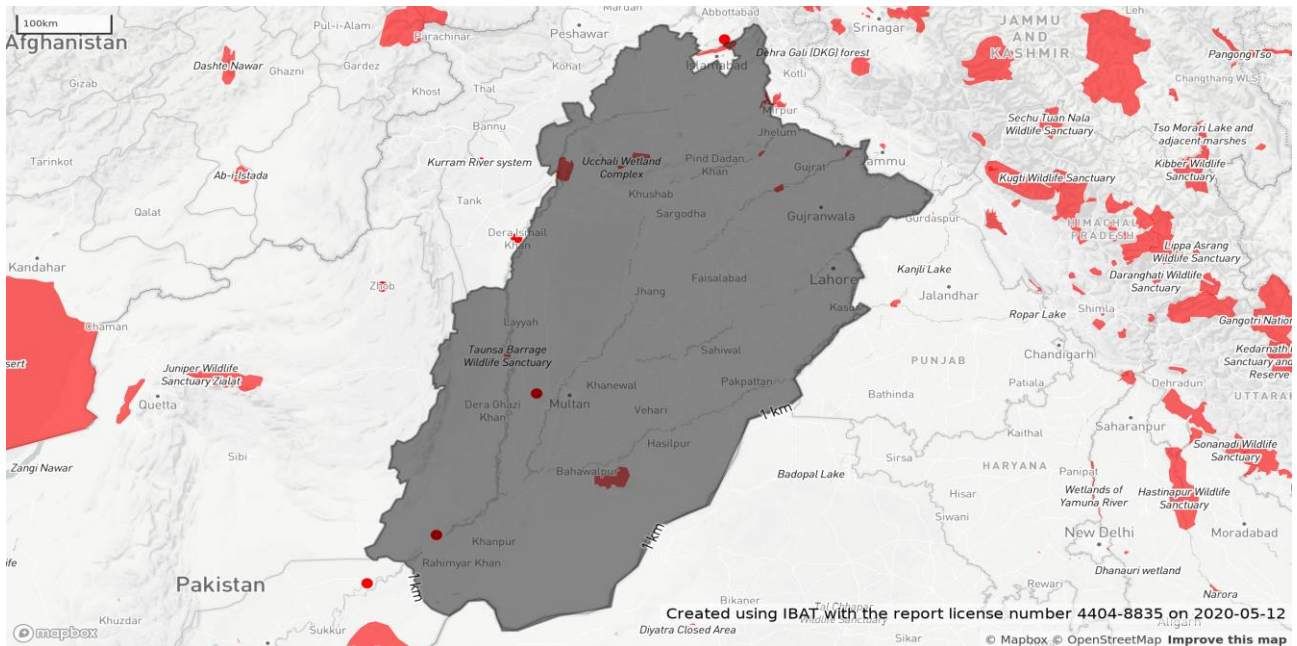 100km
Afghanistan
Pul-i-Alam
Parachinar
Peshawar
Mardan
Abbottabad
Srinagar
JAMMU
AND
KASHMIR
Leh
Dashte Nawar
Ghazni
Gardez
Kohat
Islamabad
Dehra Gali (DKG) forest
Kotli
Pangong Tso
Changthang WLS
Gizab
Khost
Thal
Bannu
Mirpur
Sechu Tuan Nala
Wildlife Sanctuary
Tso Morari Lake and
adjacent marshes
Tarinkot
Ab-i-Istada
Kurram River system
Ucchali Wetland
Complex
Pind Dadan
Khan
Jhelum
Gujrat
Jammu
Kugti Wildlife Sanctuary
Kibber Wildlife
Sanctuary
Qalat
Tank
Khushab
Sargodha
Gujranwala
Gurdaspur
HIMACHAL
PRADESH
Dera Ismail
Khan
Lippa Asrang
Wildlife Sanctuary
Kandahar
Zhob
Faisalabad
Lahore
Kanjli Lake
Jalandhar
Daranghati Wildlife
Sanctuary
Chaman
Jhang
Kasur
Ropar Lake
Shimla
Gangotri Nation
Layyah
Taunsa Barrage
Wildlife Sanctuary
Sahiwal
PUNJAB
Chandigarh
Kedarnath
Sanctuary and
Reserve
sert
Juniper Wildlife
Sanctuary Zialat
Quetta
Dera Ghazi
Khan
Multan
Khanewal
Pakpattan
Vehari
1 km
Bathinda
Patiala
Dehradun
UTTARAK
Zangi Nawar
Sibi
Hasilpur
Bahawalpur
Badopal Lake
Sirsa
Kaithal
HARYANA
Saharanpur
Panipat
Sonanadi Wildlife
Sanctuary
Hisar
Siwani
Wetlands of
Yamuna River
Hastinapur Wildlife
Sanctuary
Moradabad
ife
Khanpur
Rahimyar Khan
1 km
1 km
New Delhi
Pakistan
Dhanauri wetland
Rewari
Narora
Khuzdar
Sukkur
Bikaner
Tal Chhapar
Wildlife Sanctuary
Diyatra Closed Area
Sikar
Aligarh
Created using IBAT with the report license number 4404-8835 on 2020-05-12
mapbox
© Mapbox © OpenStreetMap Improve this map